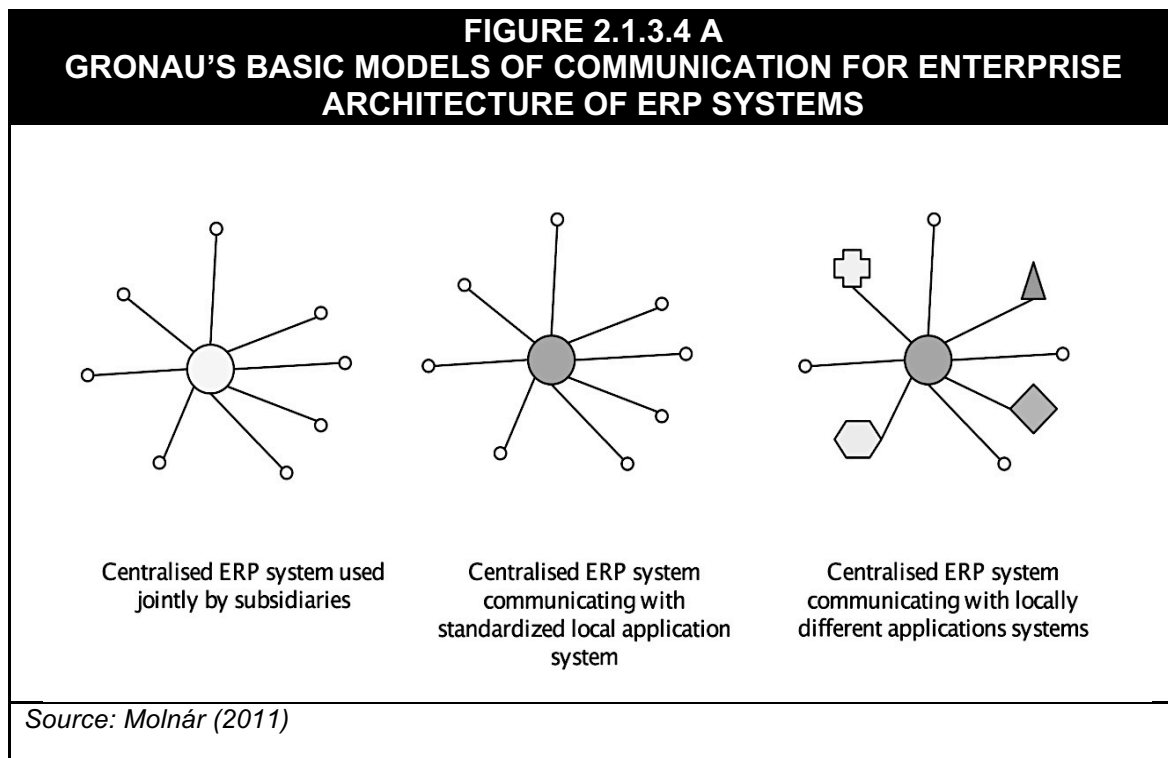 FIGURE 2.1.3.4 A
GRONAU’S BASIC MODELS OF COMMUNICATION FOR ENTERPRISE
ARCHITECTURE OF ERP SYSTEMS
Centralised ERP system used
jointly by subsidiaries
Centralised ERP system
communicating with
standardized local application
system
Centralised ERP system
communicating with locally
different applications systems
Source: Molnár (2011)